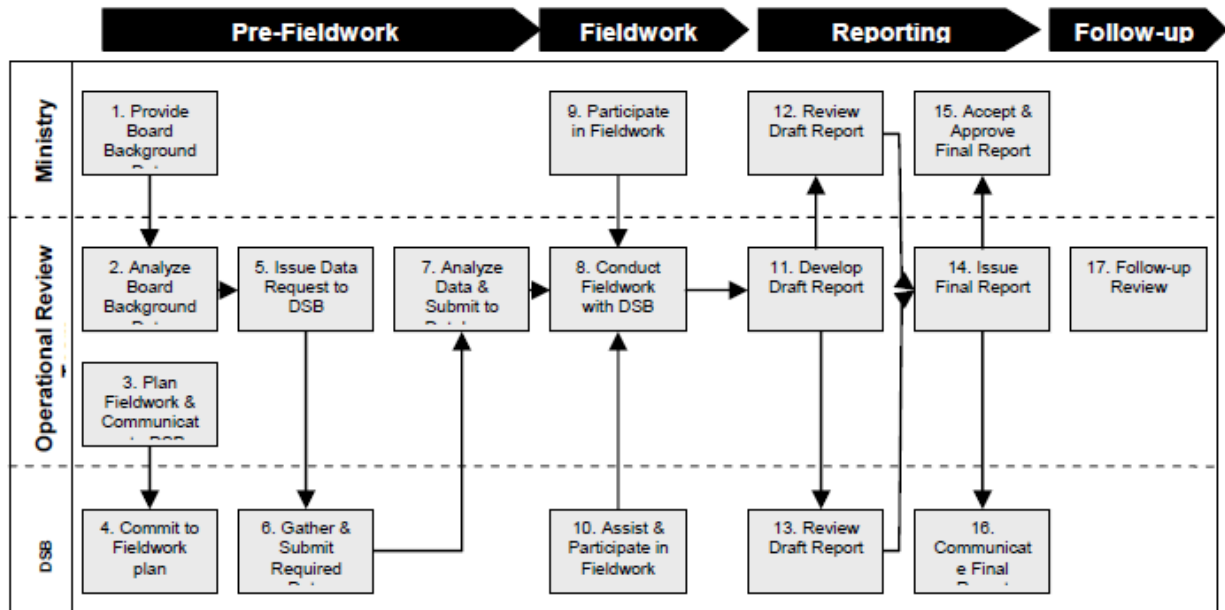 Pre-Fieldwork
Fieldwork
Reporting
Follow-up
Ministry
1. Provide
Board
Background
9. Participate
in Fieldwork
12. Review
Draft Report
15. Accept &
Approve
Final Report
Operational Review
2. Analyze
Board
Background
5. Issue Data
Request to
DSB
7. Analyze
Data &
Submit to
8. Conduct
Fieldwork
with DSB
11. Develop
Draft Report
14. Issue
Final Report
17. Follow-up
Review
3. Plan
Fieldwork &
Communicat
DSB
4. Commit to
Fieldwork
plan
6. Gather &
Submit
Required
10. Assist &
Participate in
Fieldwork
13. Review
Draft Report
16.
Communicat
e Final